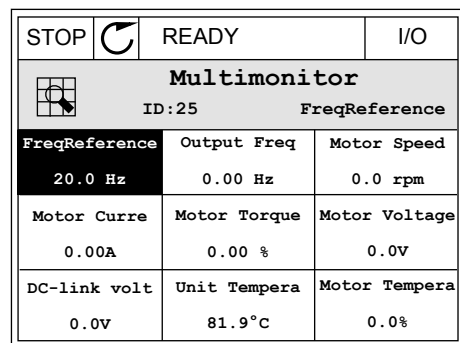 STOP READY I/O
Multimonitor
ID:25 FreqReference
FreqReference Output Freq Motor Speed
20.0 Hz 0.00 Hz 0.0 rpm
Motor Curre Motor Torque Motor Voltage
0.00A 0.00 % 0.0V
DC-link volt Unit Tempera Motor Tempera
0.0V 81.9°C 0.0%